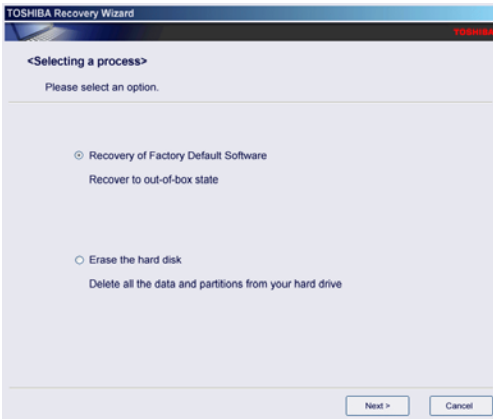 TOSHIBA Recovery Wizard
TOSHIBA
<Selecting a process>
Please select an option.
Recovery of Factory Default Software
Recover to out-of-box state
Erase the hard disk
Delete all the data and partitions from your hard drive
Next >
Cancel